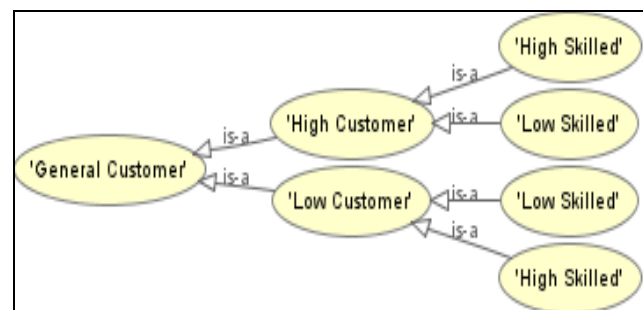 'High Skilled'
is-a
'High Customer'
is-a
'Low Skilled'
is-a
'General Customer'
is-a
'Low Customer'
is-a
'Low Skilled'
is-a
'High Skilled'